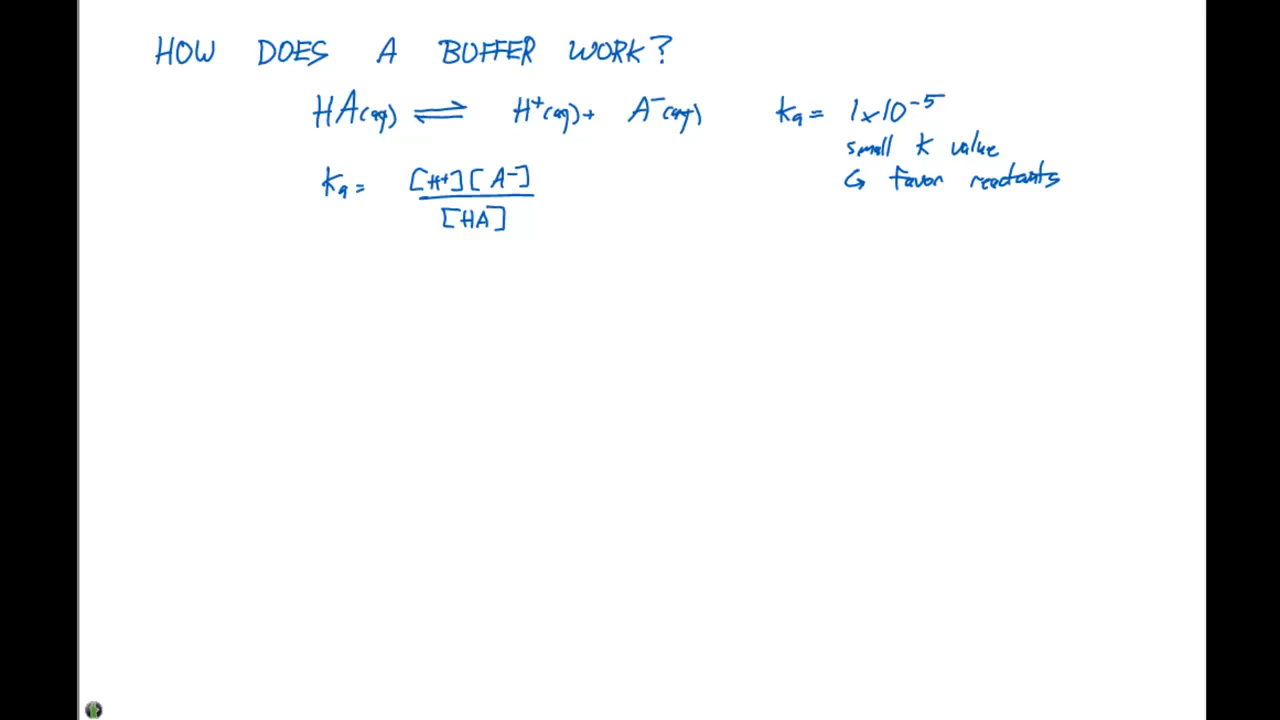 HOW DOES A BUFFER WORK?
HA(aq) ⇌ H⁺(aq) + A⁻(aq) Ka = 1x10⁻⁵
small K value
↳ favor reactants
Ka = [H⁺][A⁻]
[HA]